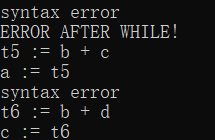 syntax error
ERROR AFTER WHILE!
t5 := b + c
a := t5
syntax error
t6 := b + d
c := t6